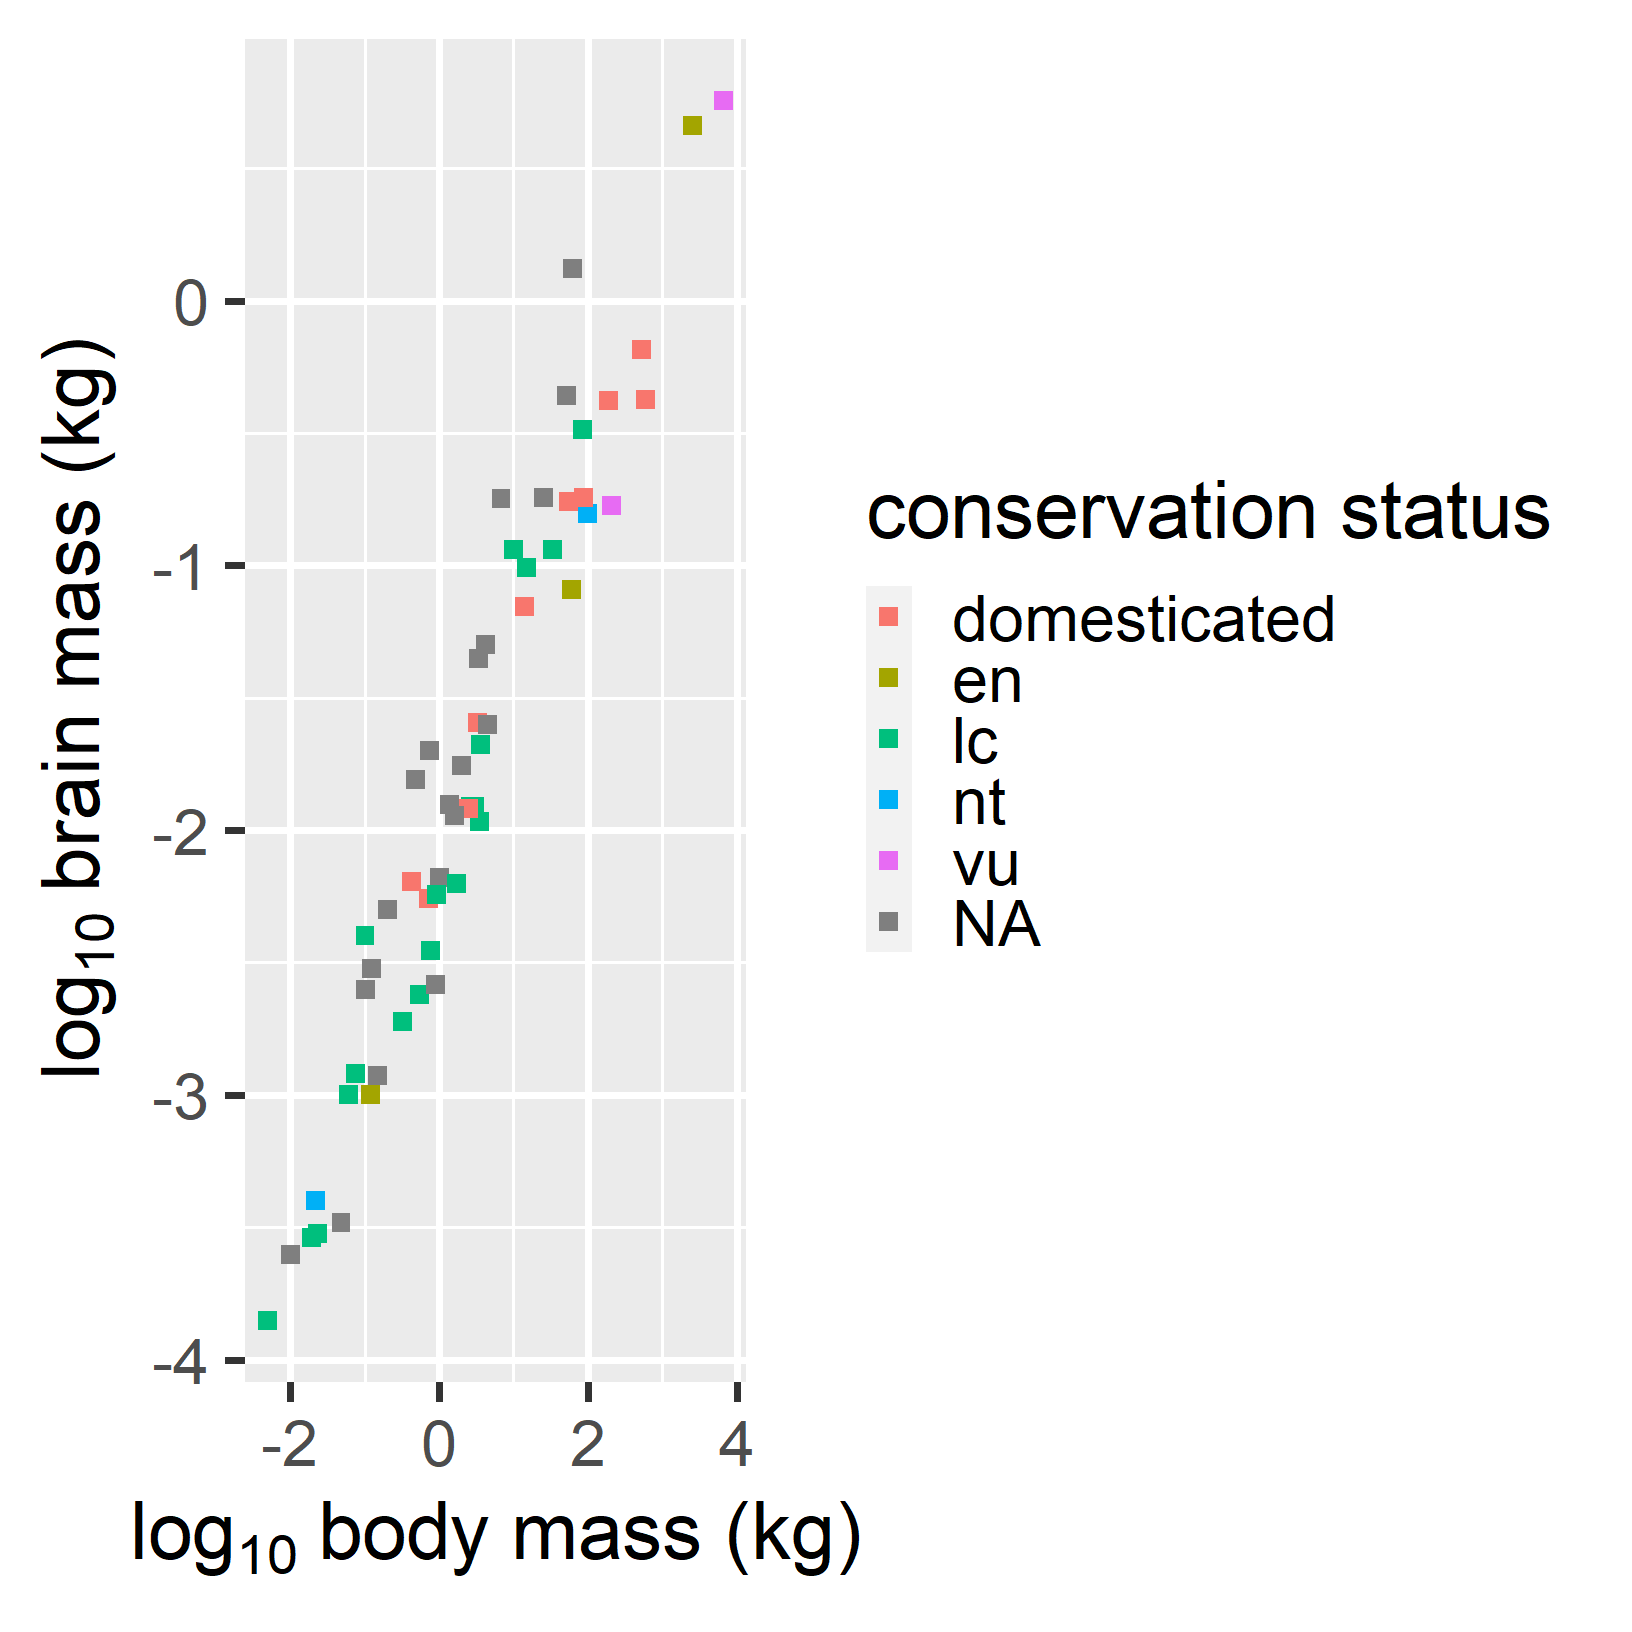 log₁₀ brain mass (kg)
0
-1
-2
-3
-4
-2 0 2 4
log₁₀ body mass (kg)
conservation status
domesticated
en
lc
nt
vu
NA